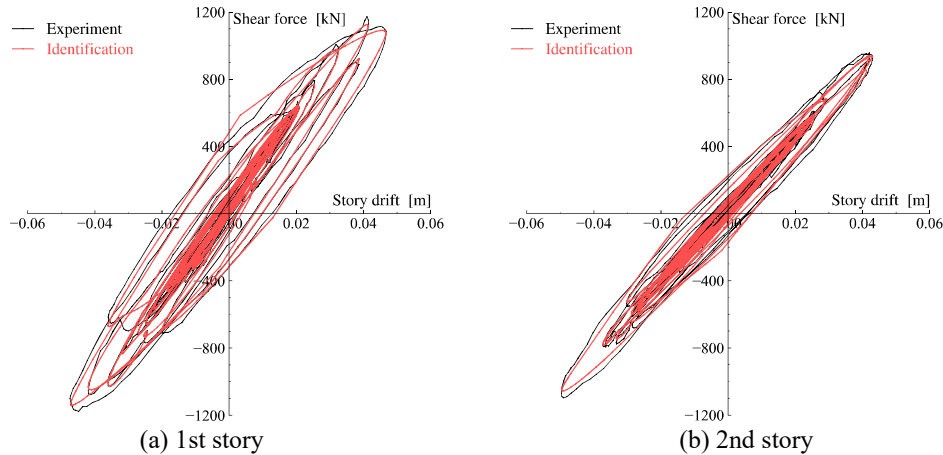 1200
Shear force [kN]
Experiment
Identification
800
400
Story drift [m]
−0.06
−0.04
−0.02
0.00
0.02
0.04
0.06
−400
−800
−1200
(a) 1st story
1200
Shear force [kN]
Experiment
Identification
800
400
Story drift [m]
−0.06
−0.04
−0.02
0.00
0.02
0.04
0.06
−400
−800
−1200
(b) 2nd story